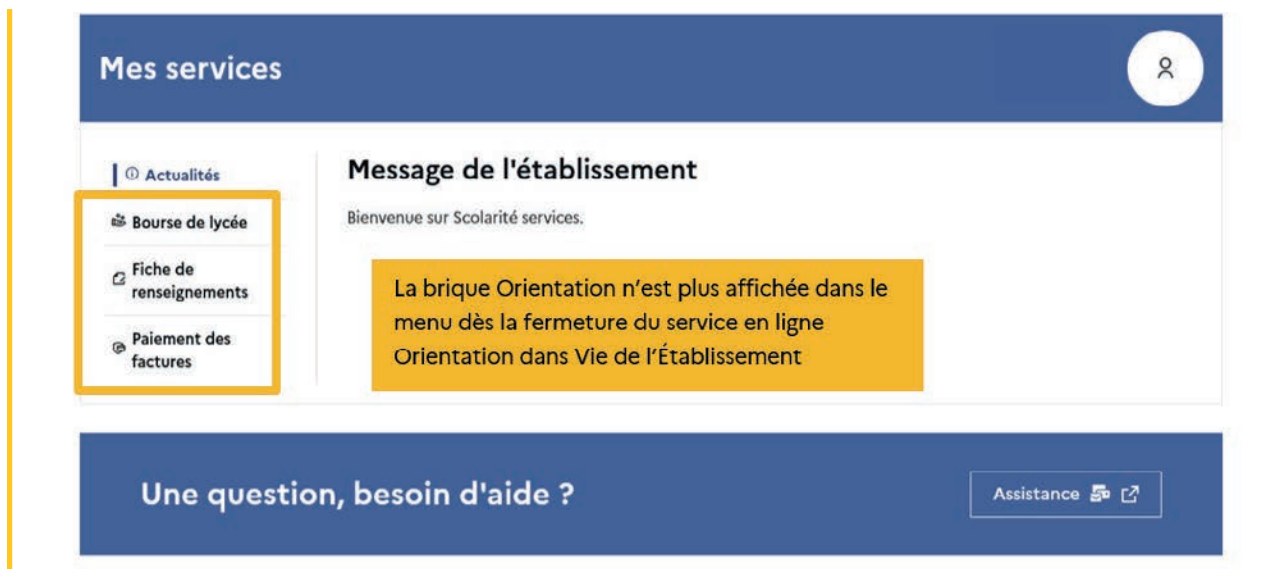 Mes services
Actualités
Bourse de lycée
Fiche de
renseignements
Paiement des
factures
Message de l'établissement
Bienvenue sur Scolarité services.
La brique Orientation n'est plus affichée dans le
menu dès la fermeture du service en ligne
Orientation dans Vie de l'Établissement
Une question, besoin d'aide ?
Assistance